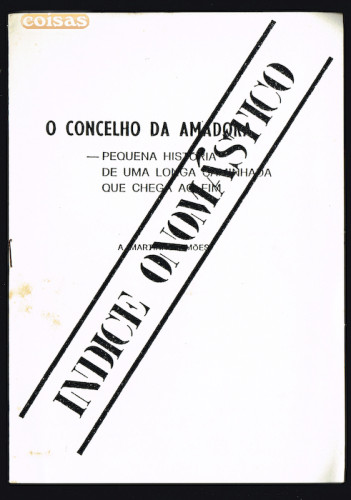 coisas
O CONCELHO DA AMADORA
— PEQUENA HISTÓRIA
DE UMA LONGA CAMINHADA
QUE CHEGA AO FIM
A. MARTINS SIMÕES
INDICE ONOMÁSTICO